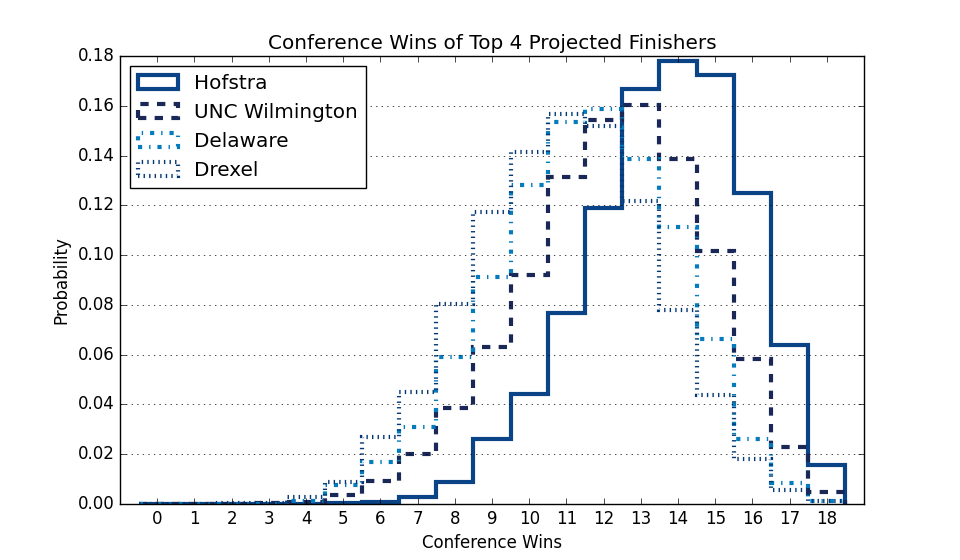 Conference Wins of Top 4 Projected Finishers
Hofstra
UNC Wilmington
Delaware
Drexel
Probability
0.18
0.16
0.14
0.12
0.10
0.08
0.06
0.04
0.02
0.00
0 1 2 3 4 5 6 7 8 9 10 11 12 13 14 15 16 17 18
Conference Wins